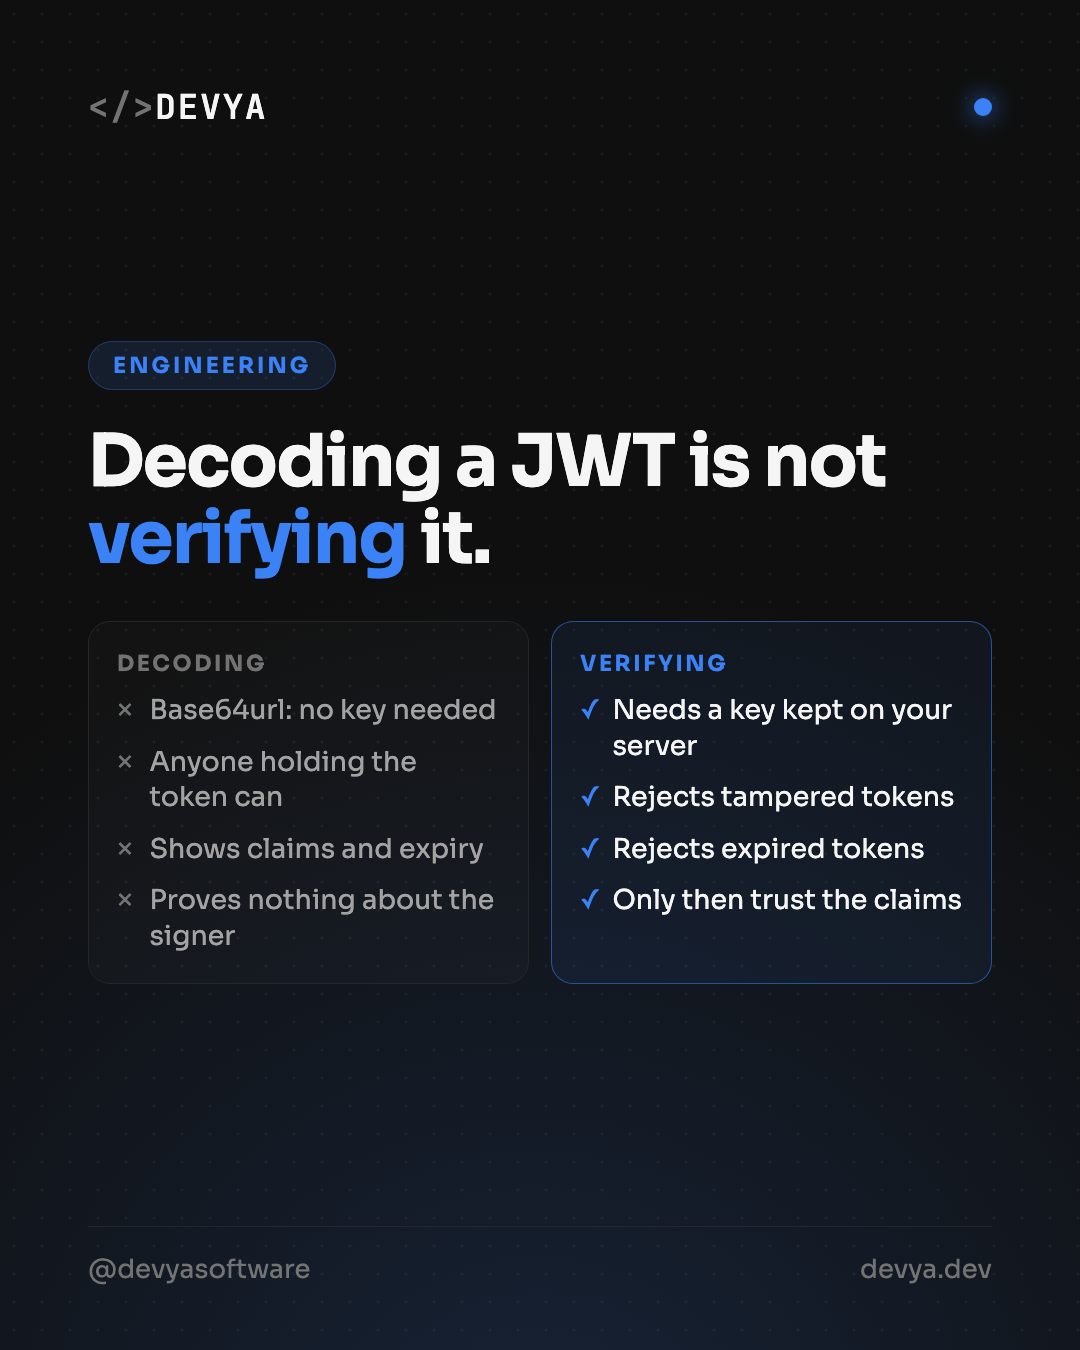 </>DEVYA
ENGINEERING
Decoding a JWT is not
verifying it.
DECODING
× Base64url: no key needed
× Anyone holding the
token can
× Shows claims and expiry
× Proves nothing about the
signer
VERIFYING
✓ Needs a key kept on your
server
✓ Rejects tampered tokens
✓ Rejects expired tokens
✓ Only then trust the claims
@devyasoftware
devya.dev